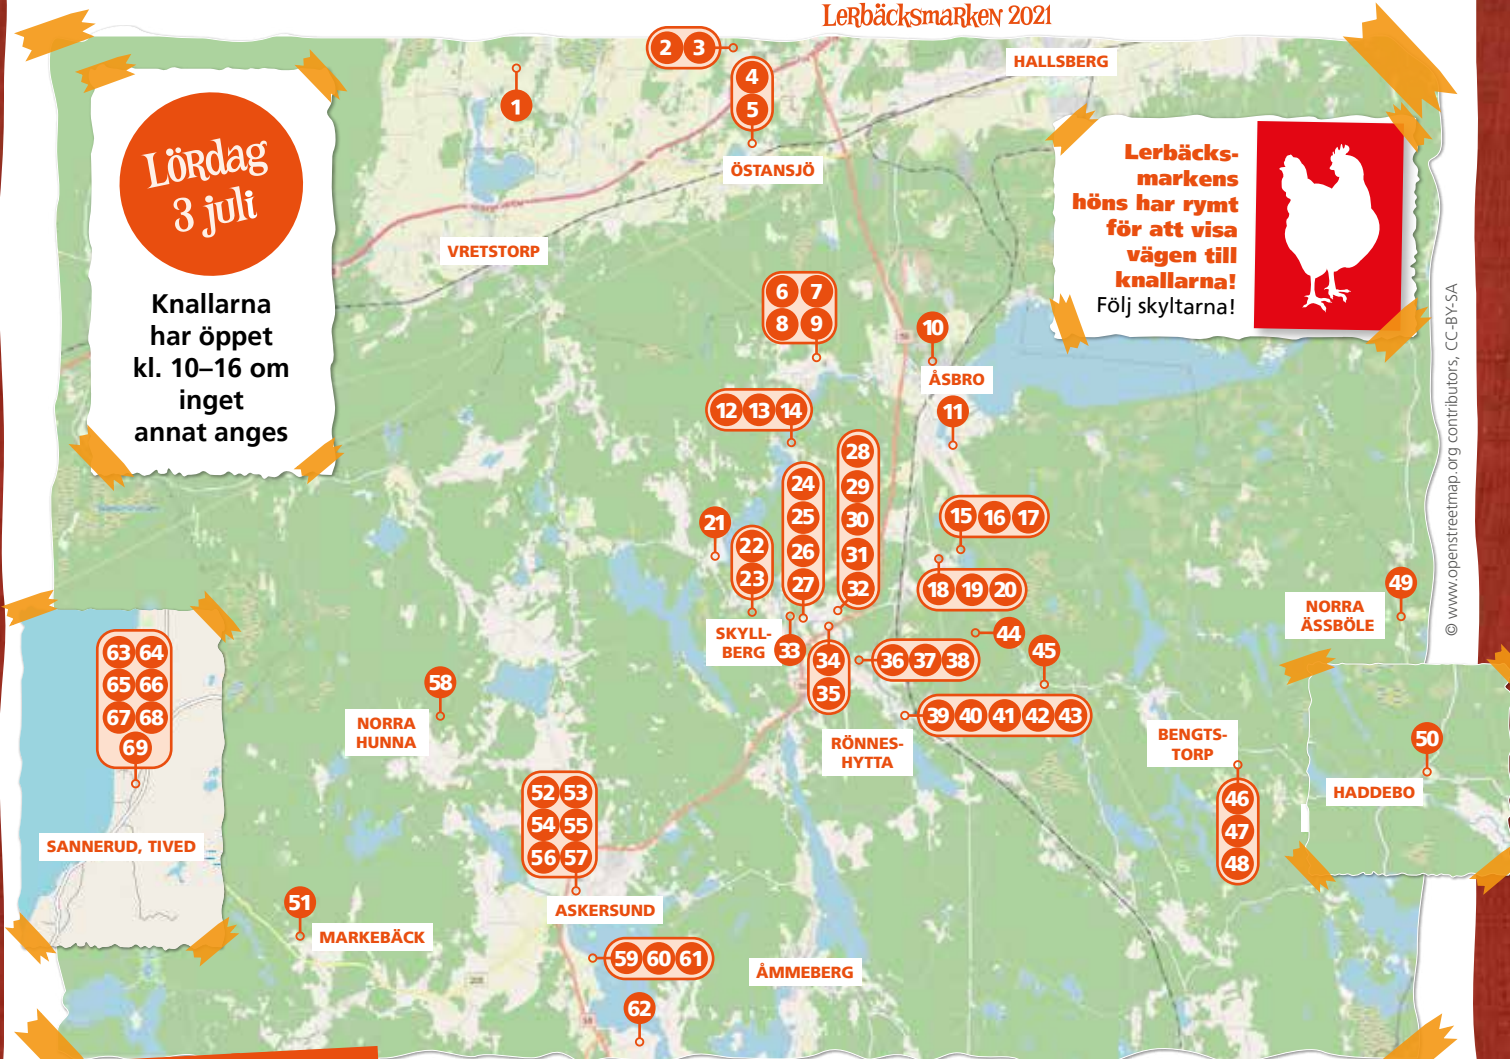 LeRbäcksmaRkeN 2021
LöRdag
3 juli
Knallarna
har öppet
kl. 10–16 om
inget
annat anges
Lerbäcks-
markens
höns har rymt
för att visa
vägen till
knallarna!
Följ skyltarna!
© www.openstreetmap.org contributors, CC-BY-SA
HALLSBERG
2 3
4
5
1
ÖSTANSJÖ
VRETSTORP
6 7
8 9
10
ÅSBRO
11
12 13 14
28
29
30
31
32
24
25
26
27
21
22
23
15 16 17
18 19 20
SKYLL-
BERG
33
34
35
36 37 38
44
45
39 40 41 42 43
RÖNNES-
HYTTA
49
NORRA
ÄSSBÖLE
BENGTS-
TORP
46
47
48
50
HADDEBO
63 64
65 66
67 68
69
SANNERUD, TIVED
58
NORRA
HUNNA
52 53
54 55
56 57
ASKERSUND
51
MARKEBÄCK
59 60 61
ÅMMEBERG
62